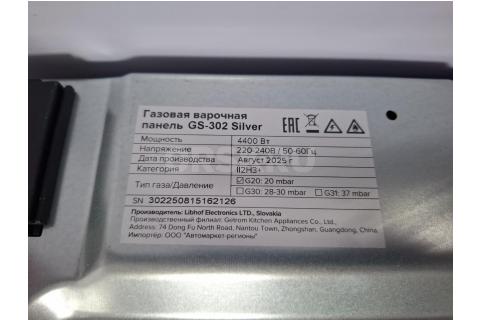 Газовая варочная
панель GS-302 Silver
EAC
Мощность 4400 Вт
Напряжение 220-240В / 50-60Гц
Дата производства Август 2025 г
Категория II2H3+
Тип газа/Давление G20: 20 mbar
G30: 28-30 mbar G31: 37 mbar
SN 302250815162126
Производитель: Libhof Electronics LTD., Slovakia
Произведенный филиал: Getrom Kitchen Appliances Co., Ltd.
Address: 74 Dong Fu North Road, Nantou Town, Zhongshan, Guangdong, China.
Импортёр: ООО "Автомаркет-регионы"